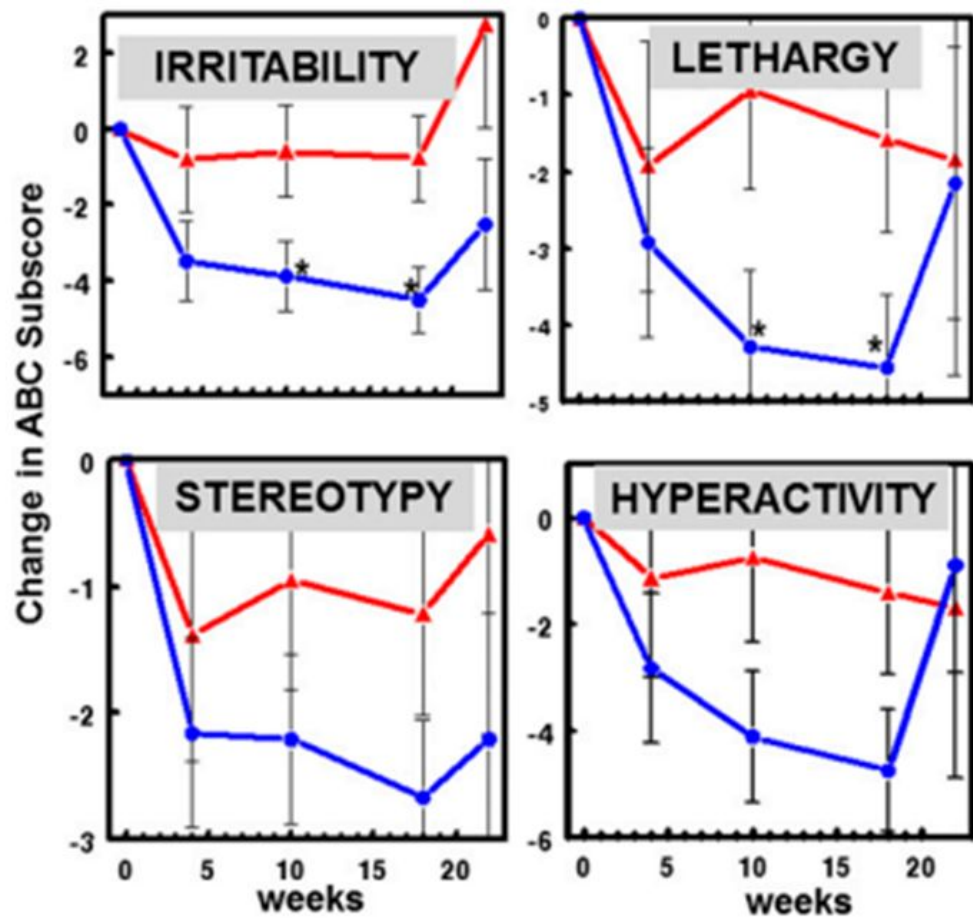 IRRITABILITY
2
0
-2
-4
-6
*
*
LETHARGY
0
-1
-2
-3
-4
-5
*
*
Change in ABC Subscore
STEREOTYPY
0
-1
-2
-3
0 5 10 15 20
weeks
HYPERACTIVITY
0
-2
-4
-6
0 5 10 15 20
weeks